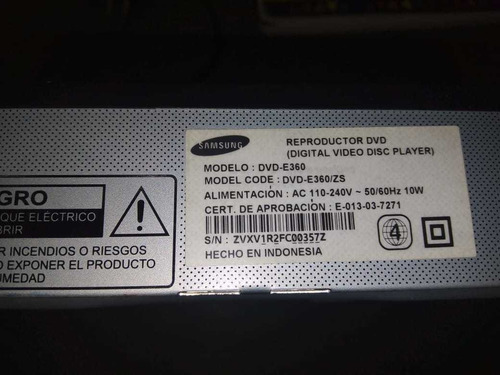 SAMSUNG
REPRODUCTOR DVD
(DIGITAL VIDEO DISC PLAYER)
MODELO : DVD-E360
MODEL CODE : DVD-E360/ZS
ALIMENTACIÓN : AC 110-240V ~ 50/60Hz 10W
CERT. DE APROBACIÓN : E-013-03-7271
S/N : ZVXV1R2FC00357Z
HECHO EN INDONESIA
4
GRO
QUE ELÉCTRICO
BRIR
R INCENDIOS O RIESGOS
O EXPONER EL PRODUCTO
UMEDAD